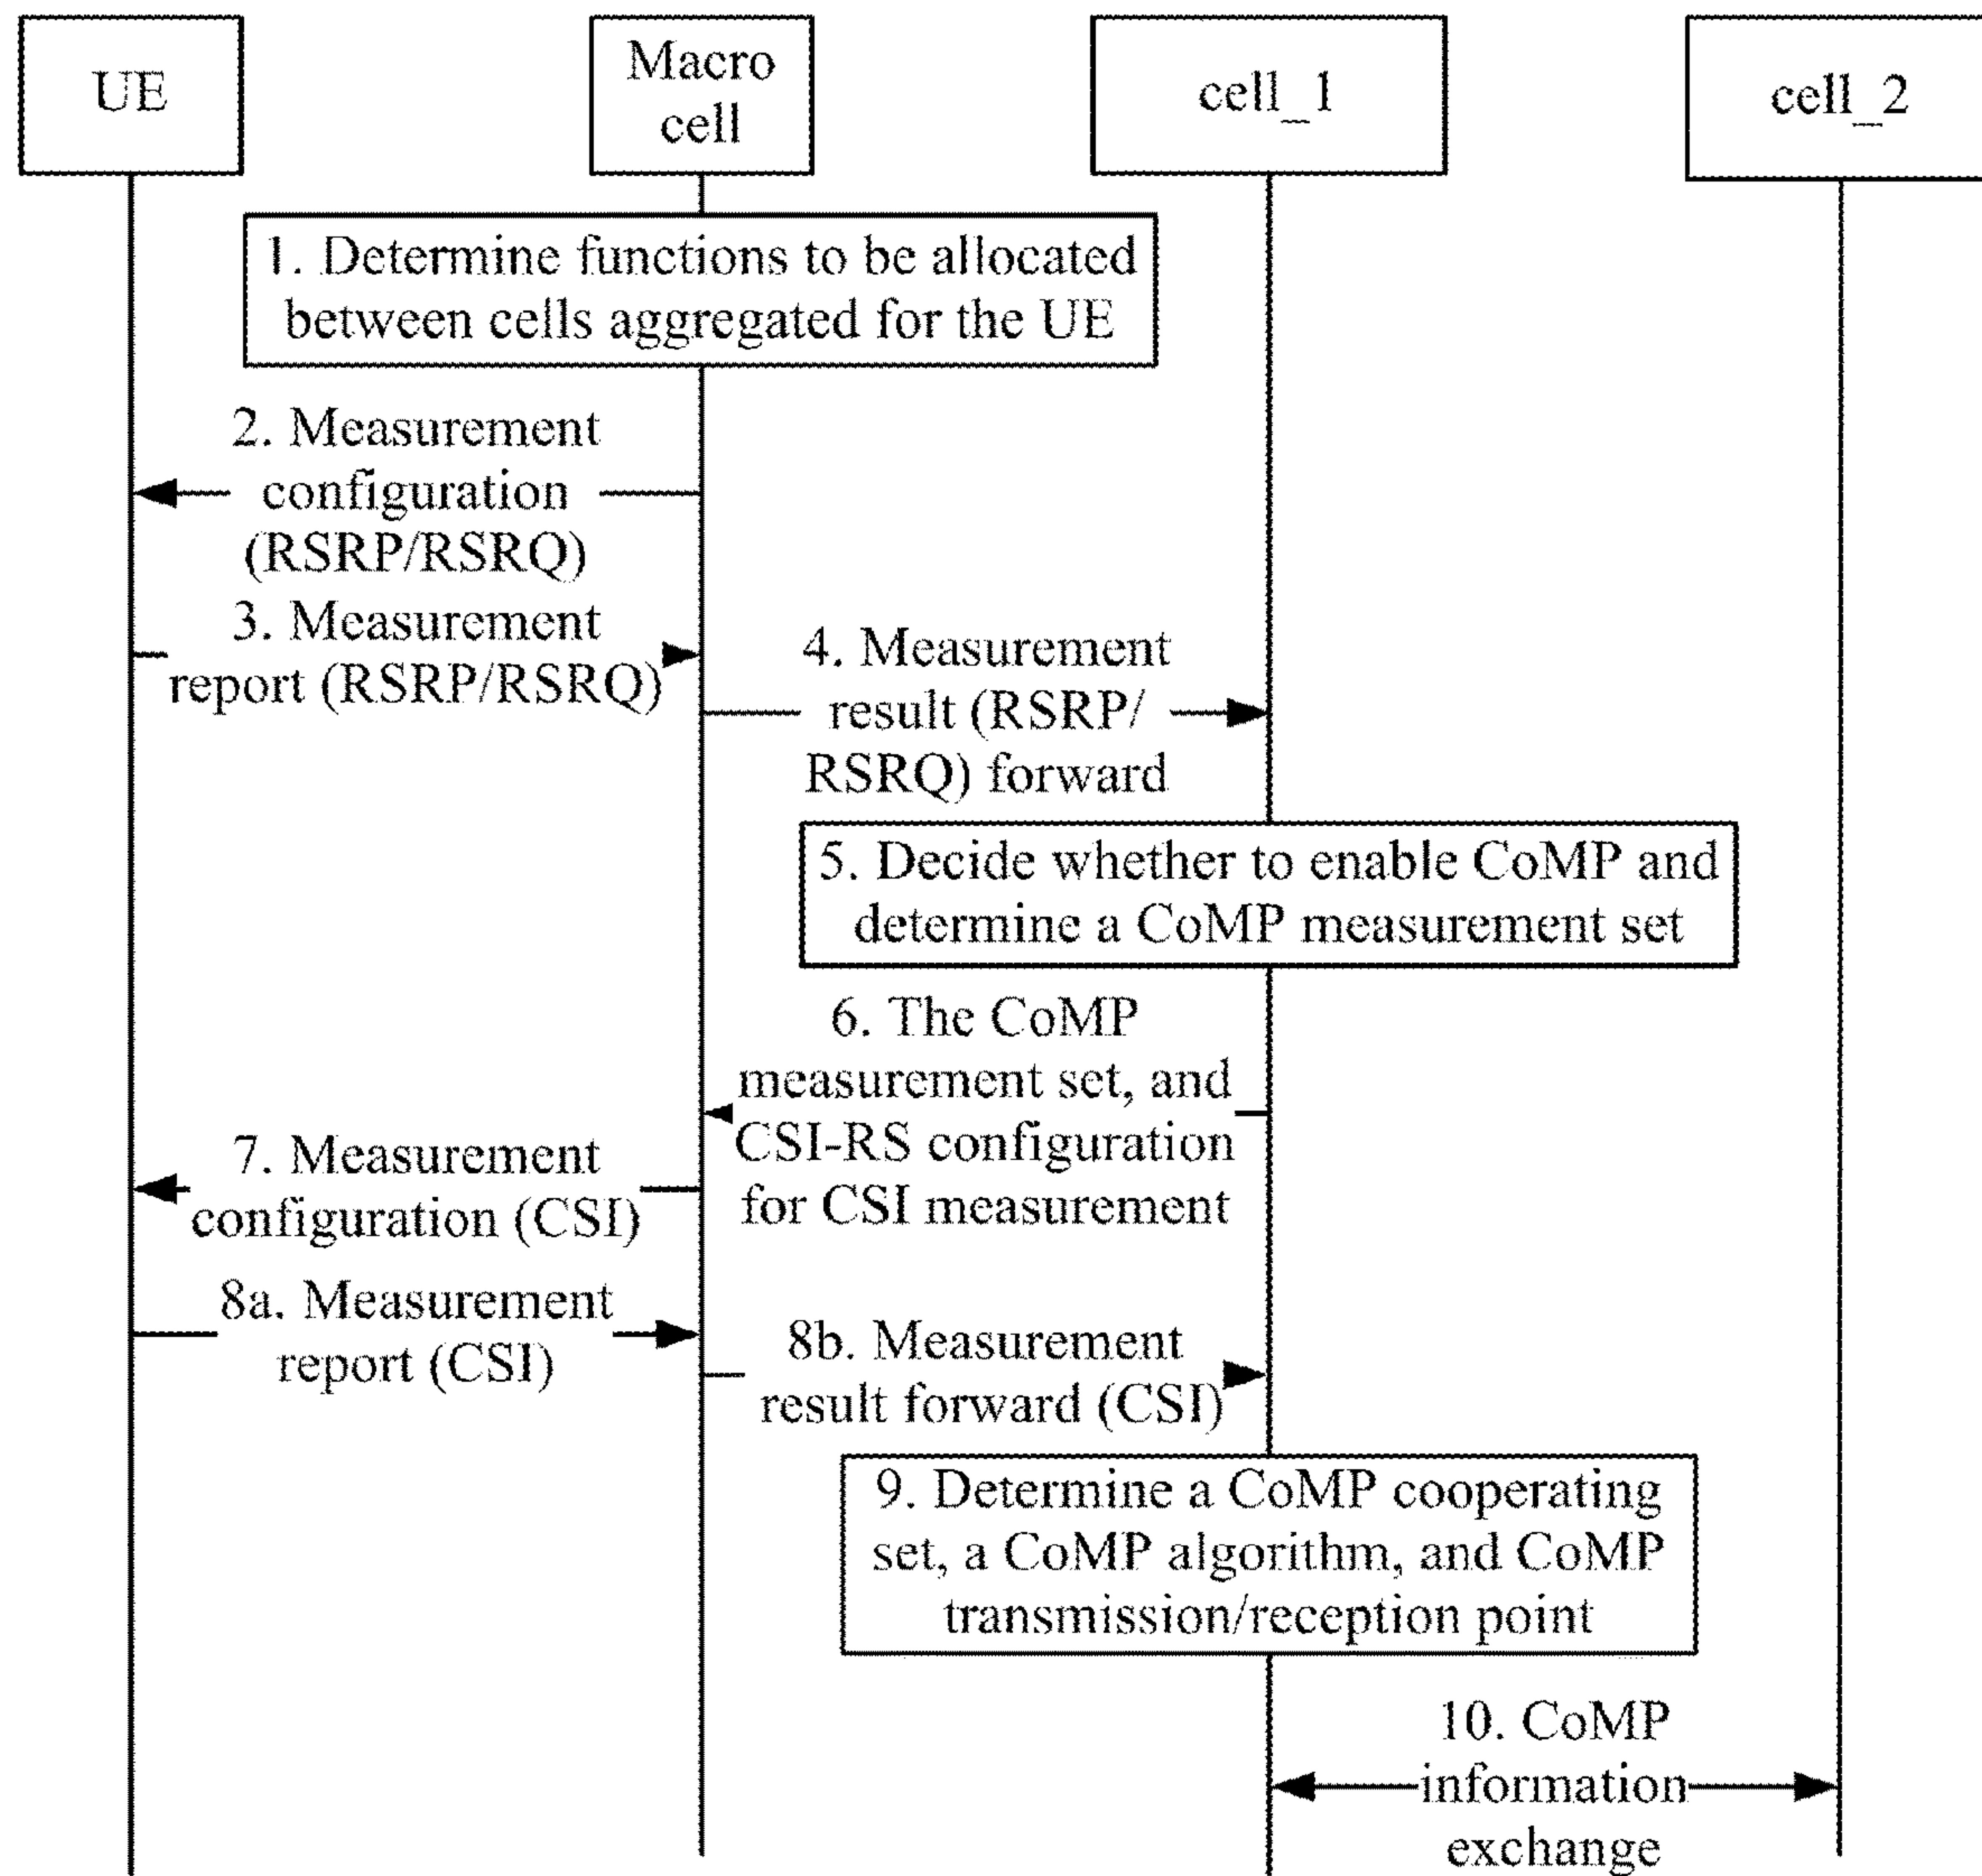 UE
Macro
cell
cell_1
cell_2
1. Determine functions to be allocated
between cells aggregated for the UE
2. Measurement
configuration
(RSRP/RSRQ)
3. Measurement
report (RSRP/RSRQ)
4. Measurement
result (RSRP/
RSRQ) forward
5. Decide whether to enable CoMP and
determine a CoMP measurement set
6. The CoMP
measurement set, and
CSI-RS configuration
for CSI measurement
7. Measurement
configuration (CSI)
8a. Measurement
report (CSI)
8b. Measurement
result forward (CSI)
9. Determine a CoMP cooperating
set, a CoMP algorithm, and CoMP
transmission/reception point
10. CoMP
information
exchange